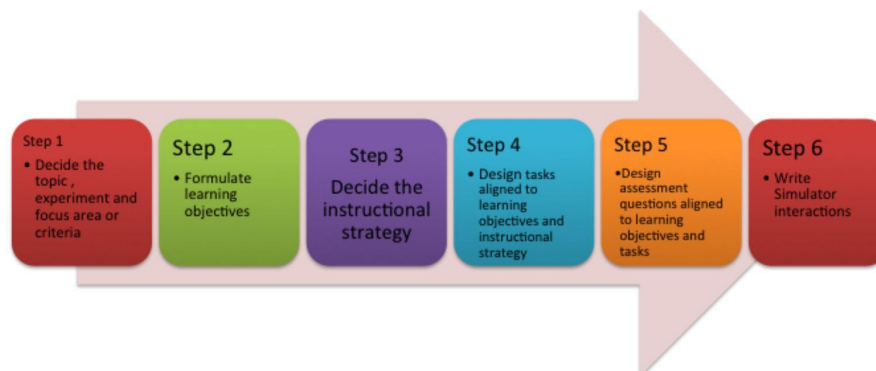 Step 1
• Decide the
topic ,
experiment and
focus area or
criteria
Step 2
• Formulate
learning
objectives
Step 3
Decide the
instructional
strategy
Step 4
• Design tasks
aligned to
learning
objectives and
instructional
strategy
Step 5
•Design
assessment
questions aligned
to learning
objectives and
tasks
Step 6
• Write
Simulator
interactions